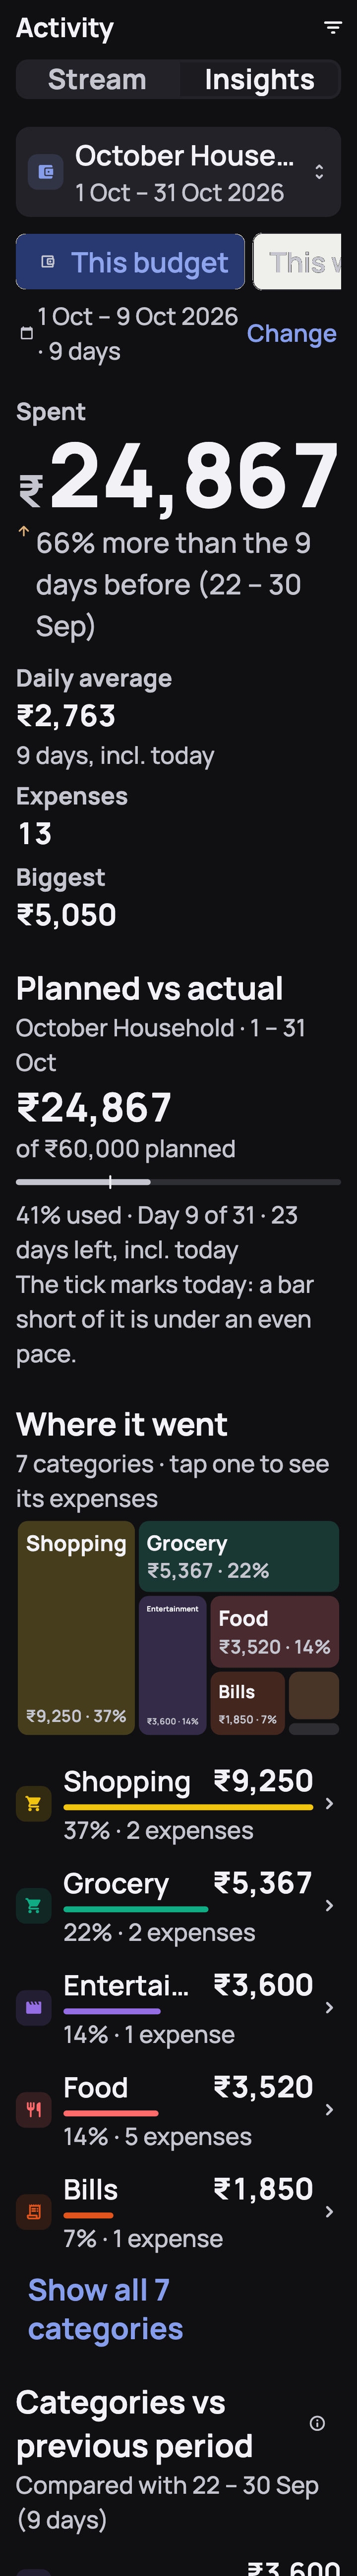 Activity
Stream
Insights
October House...
1 Oct – 31 Oct 2026
This budget
This
1 Oct – 9 Oct 2026
· 9 days
Change
Spent
₹24,867
66% more than the 9
days before (22 – 30
Sep)
Daily average
₹2,763
9 days, incl. today
Expenses
13
Biggest
₹5,050
Planned vs actual
October Household · 1 – 31
Oct
₹24,867
of ₹60,000 planned
41% used · Day 9 of 31 · 23
days left, incl. today
The tick marks today: a bar
short of it is under an even
pace.
Where it went
7 categories · tap one to see
its expenses
Shopping
₹9,250 · 37%
Grocery
₹5,367 · 22%
Entertainment
₹3,600 · 14%
Food
₹3,520 · 14%
Bills
₹1,850 · 7%
Shopping ₹9,250
37% · 2 expenses
Grocery ₹5,367
22% · 2 expenses
Entertai... ₹3,600
14% · 1 expense
Food ₹3,520
14% · 5 expenses
Bills ₹1,850
7% · 1 expense
Show all 7
categories
Categories vs
previous period
Compared with 22 – 30 Sep
(9 days)
₹3,600